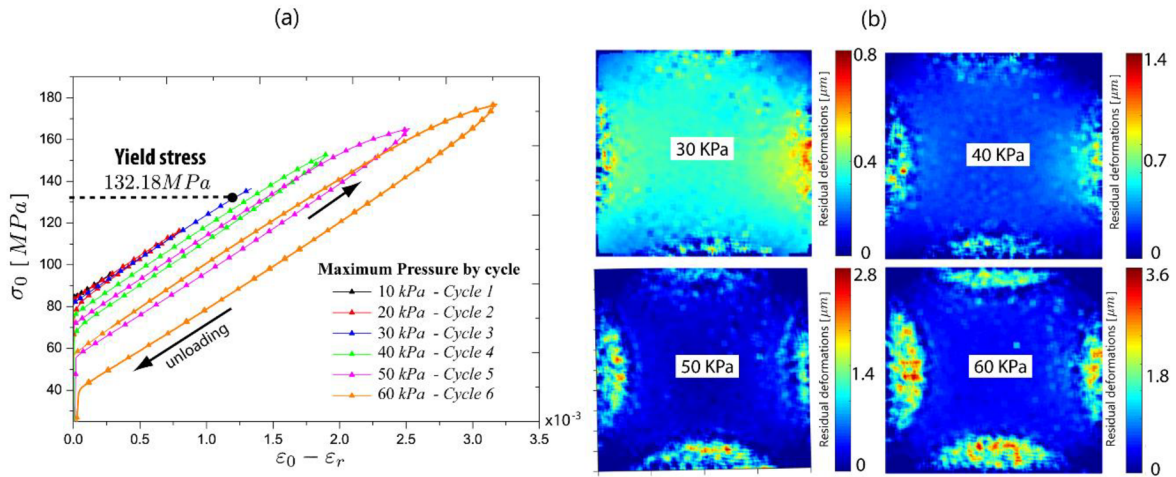 (a)
(b)
σ₀ [ MPa]
180
160
140
120
100
80
60
40
Yield stress
132.18MPa
unloading
Maximum Pressure by cycle
10 kPa - Cycle 1
20 kPa - Cycle 2
30 kPa - Cycle 3
40 kPa - Cycle 4
50 kPa - Cycle 5
60 kPa - Cycle 6
x10⁻³
0.0
0.5
1.0
1.5
2.0
2.5
3.0
3.5
ε₀ − εᵣ
30 KPa
0.8
0.4
0
Residual deformations [μm]
40 KPa
1.4
0.7
0
Residual deformations [μm]
50 KPa
2.8
1.4
0
Residual deformations [μm]
60 KPa
3.6
1.8
0
Residual deformations [μm]